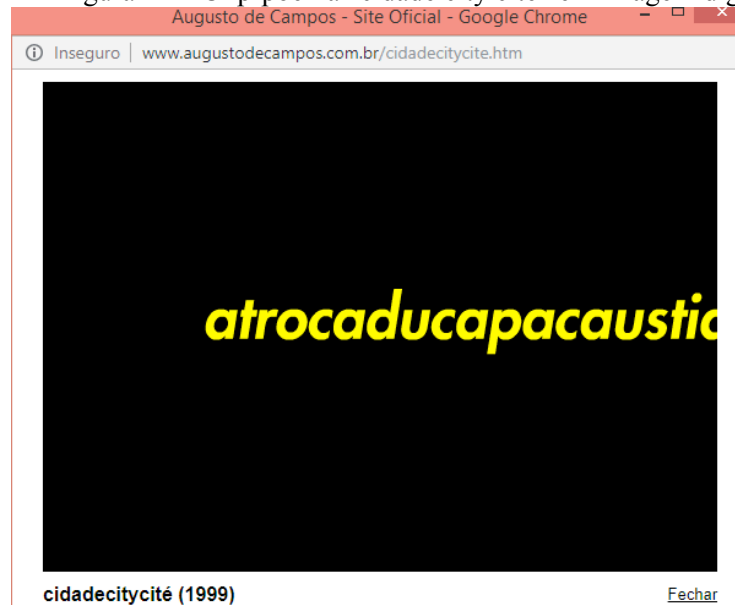 Augusto de Campos - Site Oficial - Google Chrome
Inseguro | www.augustodecampos.com.br/cidadecitycite.htm
atrocaducapacaustic
cidadecitycité (1999)
Fechar